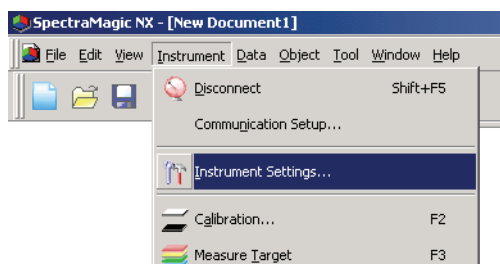 SpectraMagic NX - [New Document1]
File Edit View Instrument Data Object Tool Window Help
Disconnect Shift+F5
Communication Setup...
Instrument Settings...
Calibration... F2
Measure Target F3